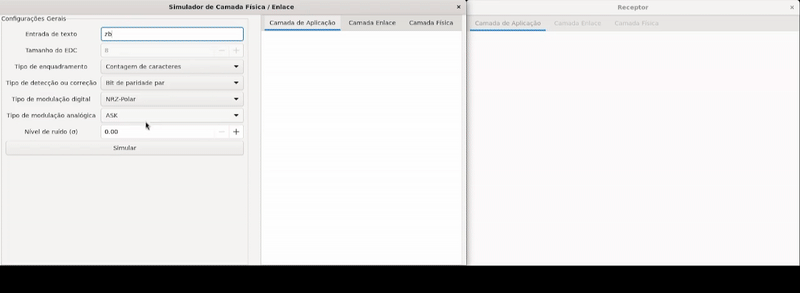 Simulador de Camada Física / Enlace
×
Configurações Gerais
Entrada de texto
Tamanho do EDC 8 - +
Tipo de enquadramento Contagem de caracteres
Tipo de detecção ou correção Bit de paridade par
Tipo de modulação digital NRZ-Polar
Tipo de modulação analógica ASK
Nível de ruído (σ) 0.00 - +
Simular
Camada de Aplicação Camada Enlace Camada Física
Receptor
×
Camada de Aplicação Camada Enlace Camada Física